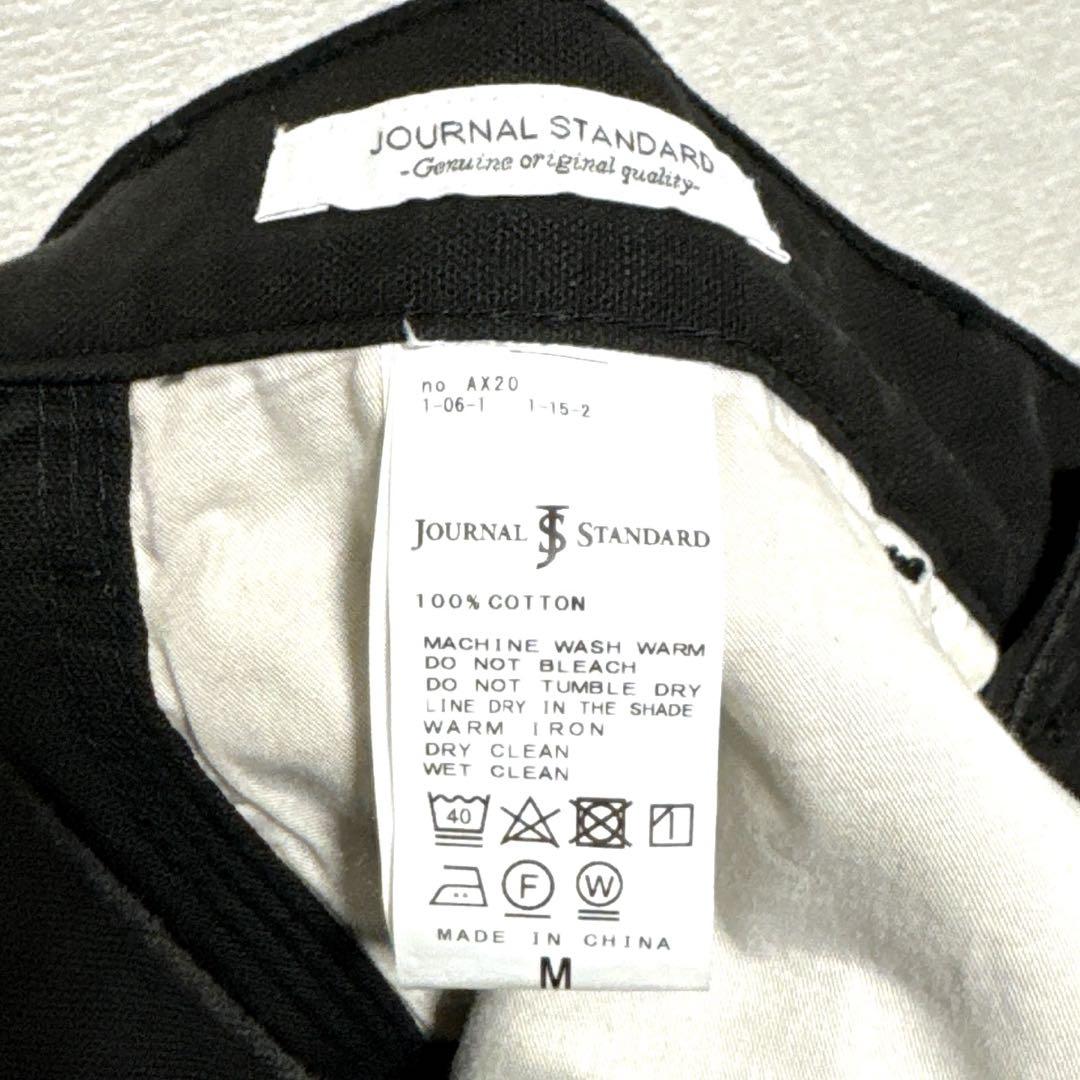 JOURNAL STANDARD
-Genuine original quality-
no AX20
1-06-1 1-15-2
JOURNAL JS STANDARD
100% COTTON
MACHINE WASH WARM
DO NOT BLEACH
DO NOT TUMBLE DRY
LINE DRY IN THE SHADE
WARM IRON
DRY CLEAN
WET CLEAN
40
F W
MADE IN CHINA
M